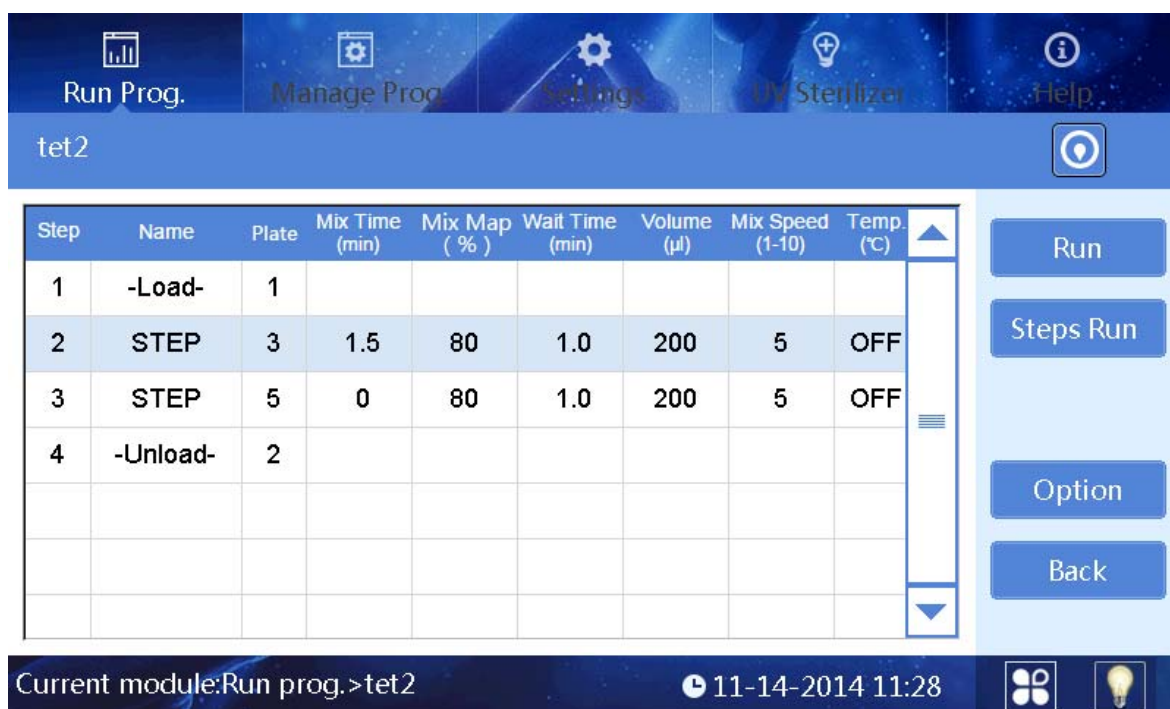 Run Prog. Manage Prog. Settings UV Sterilizer Help
tet2
Step Name Plate Mix Time (min) Mix Map ( % ) Wait Time (min) Volume (µl) Mix Speed (1-10) Temp. (℃)
1 -Load- 1
2 STEP 3 1.5 80 1.0 200 5 OFF
3 STEP 5 0 80 1.0 200 5 OFF
4 -Unload- 2
Run
Steps Run
Option
Back
Current module:Run prog.>tet2 11-14-2014 11:28